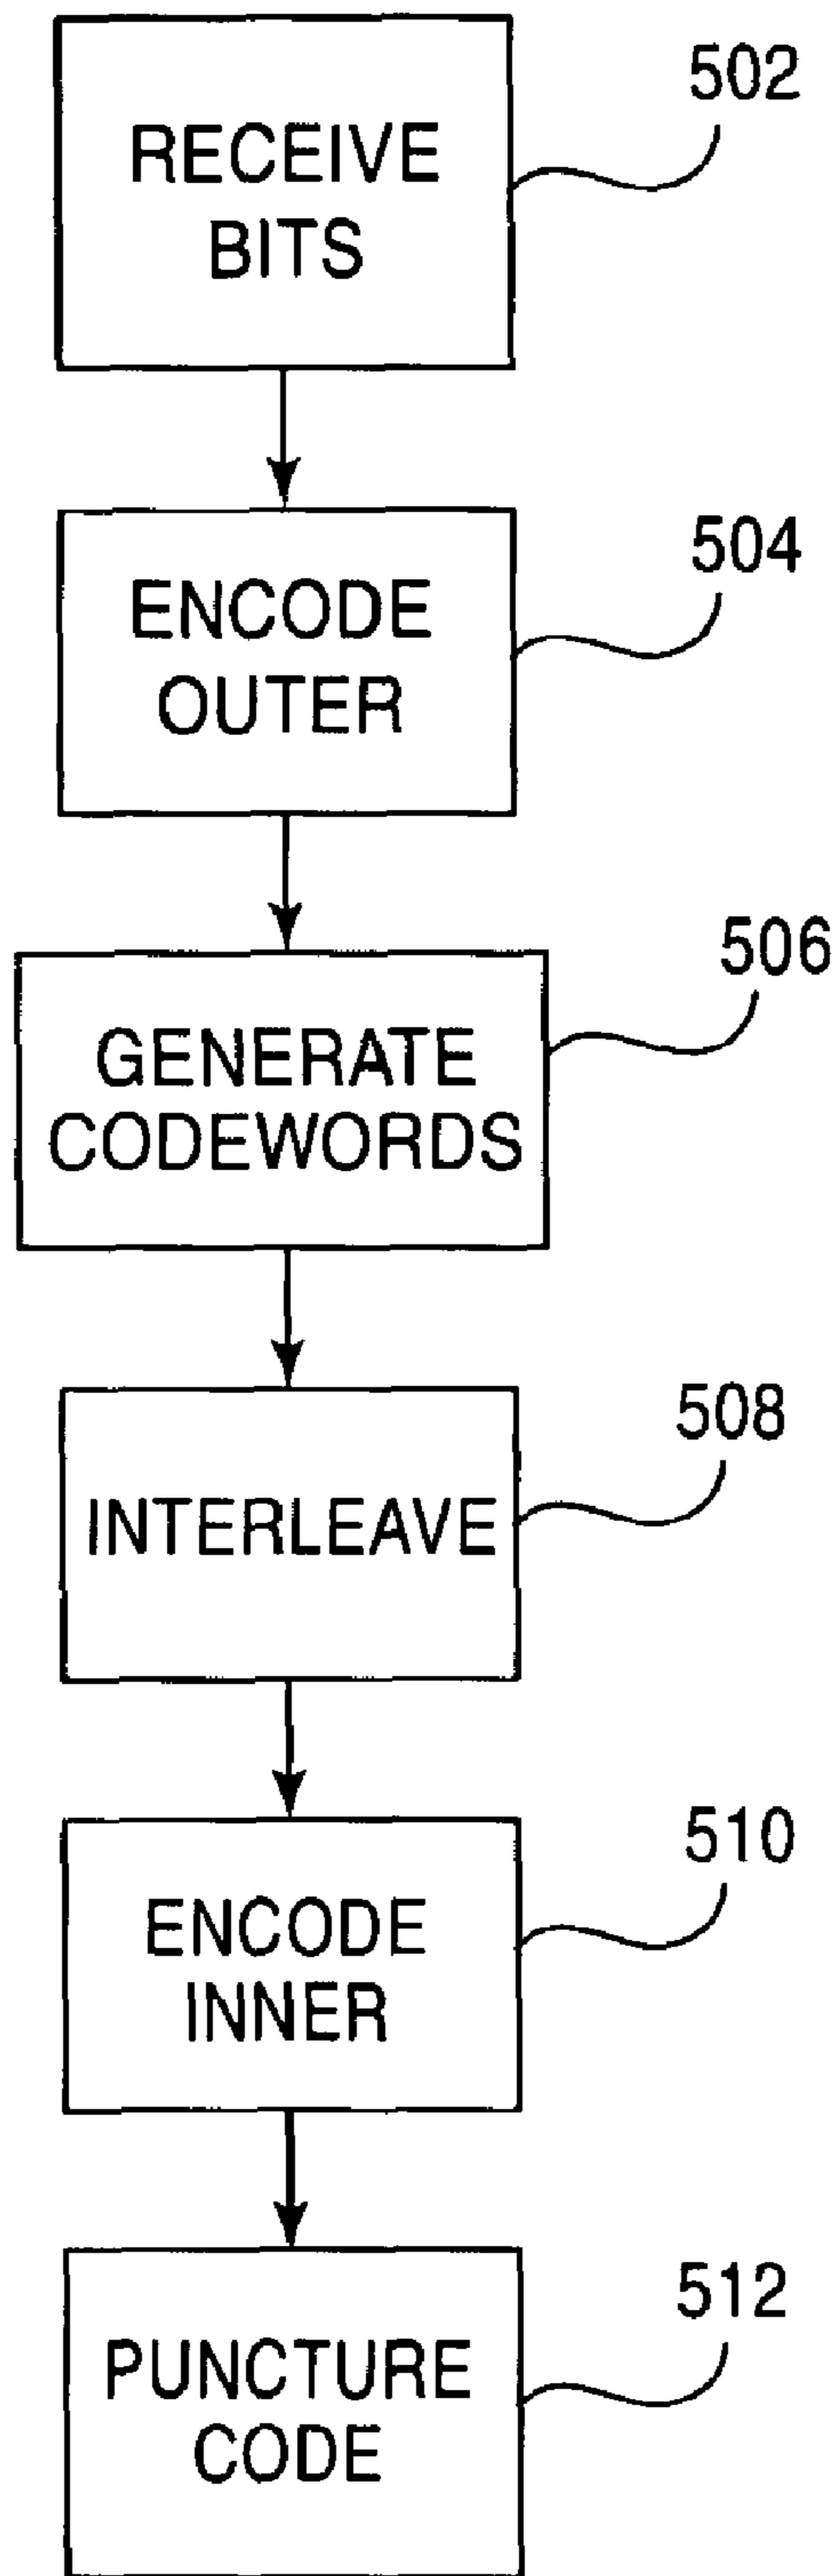 502
RECEIVE
BITS
504
ENCODE
OUTER
506
GENERATE
CODEWORDS
508
INTERLEAVE
510
ENCODE
INNER
512
PUNCTURE
CODE